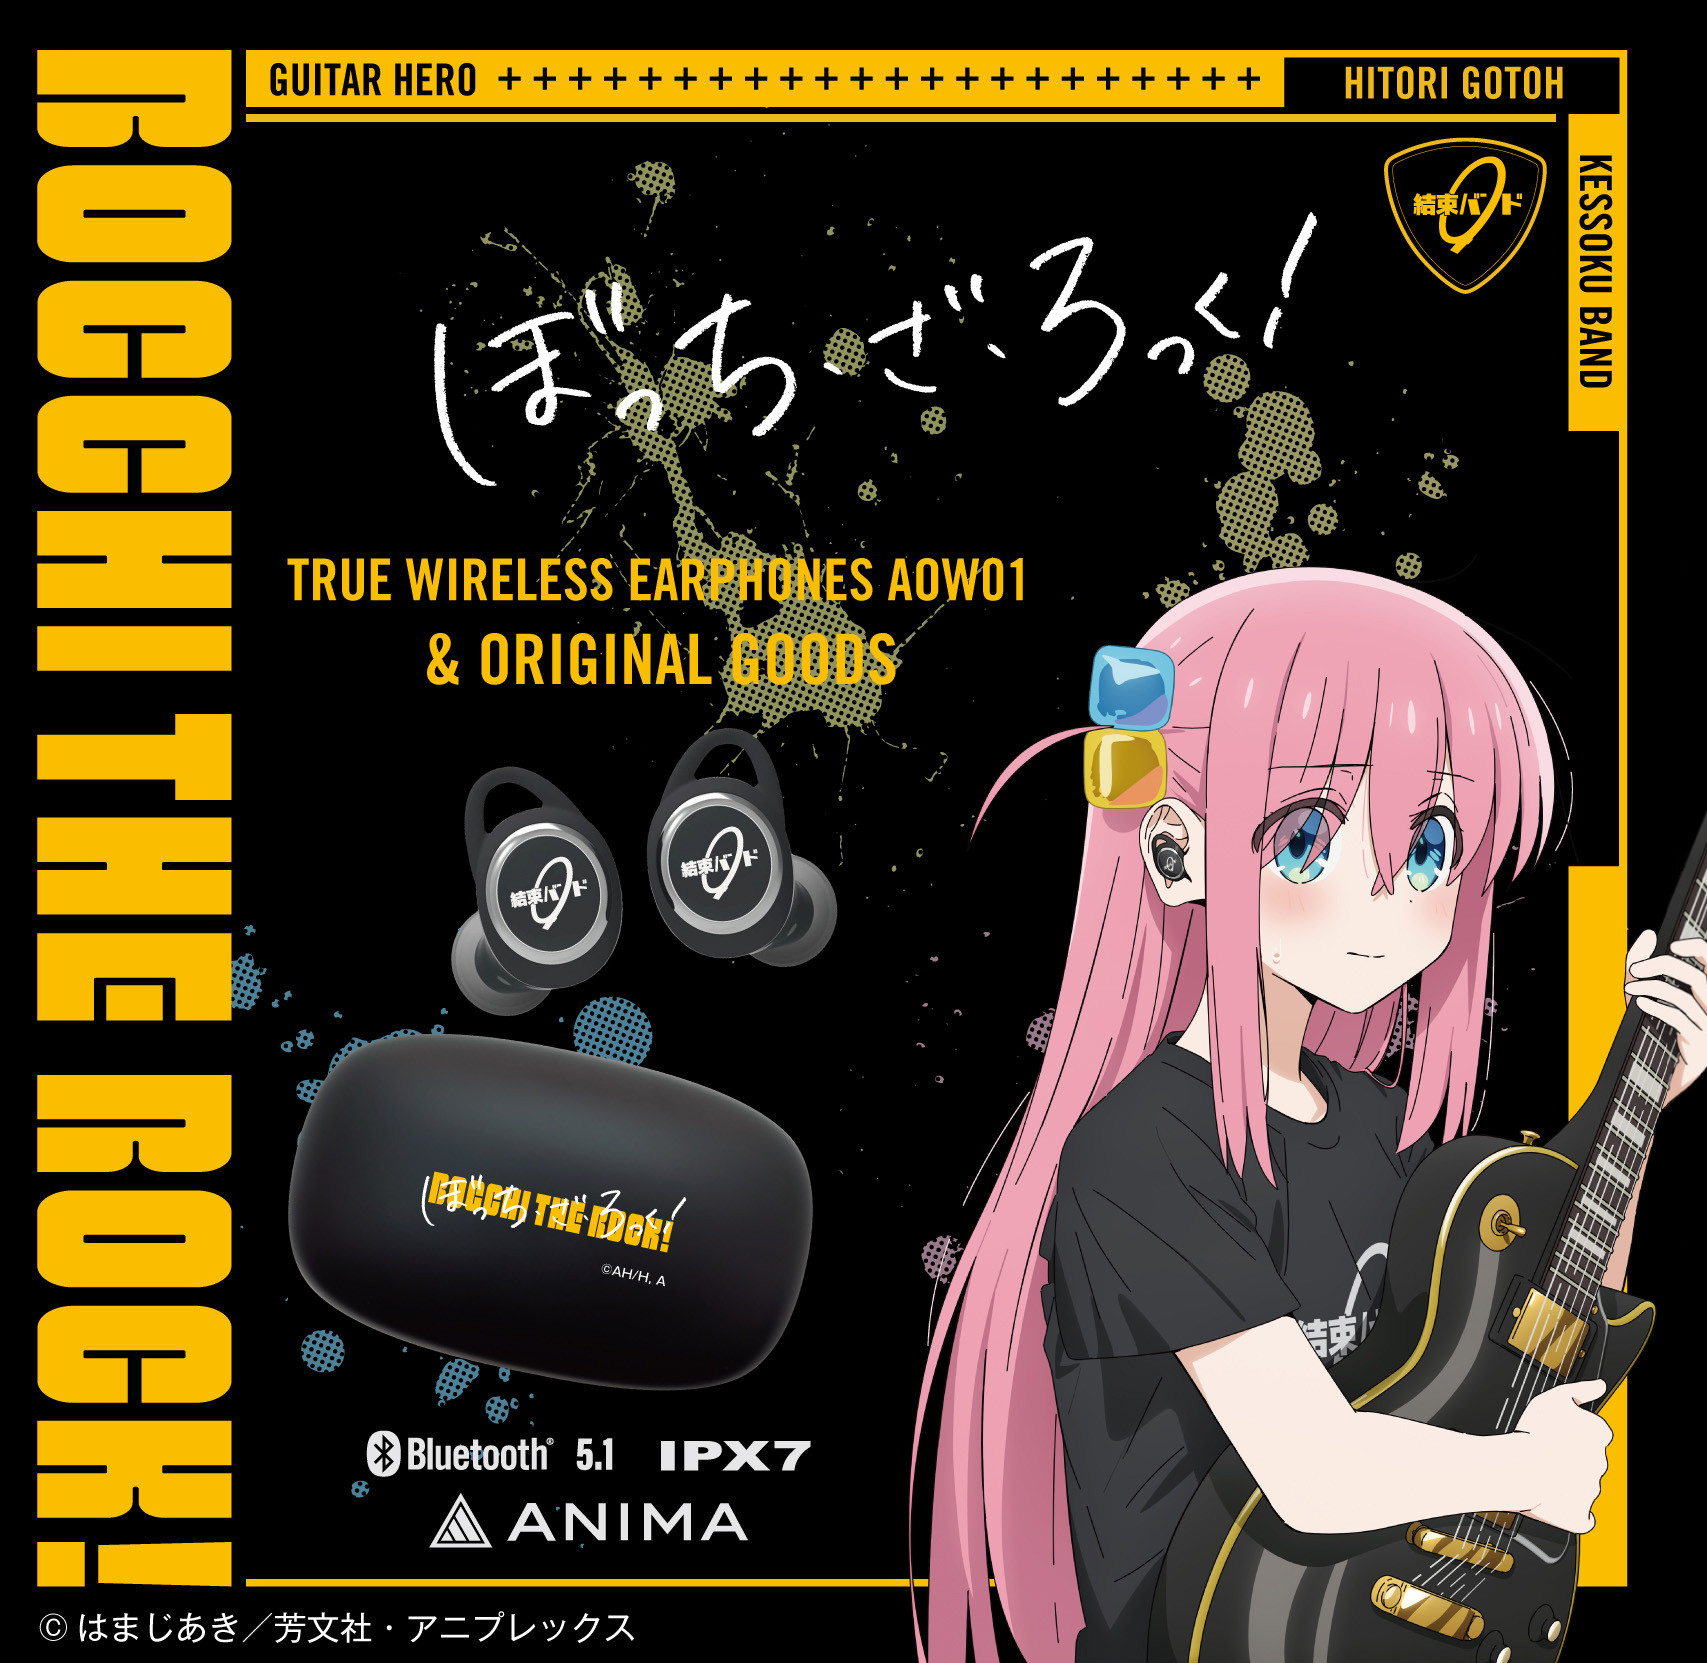 BOCCHI THE ROCK!
GUITAR HERO +++++++++++++++++++++++
HITORI GOTOH
KESSOKU BAND
結束バンド
ぼっち・ざ・ろっく!
TRUE WIRELESS EARPHONES AOW01
& ORIGINAL GOODS
結束バンド
結束バンド
ぼっち・ざ・ろっく!
BOCCHI THE ROCK!
©AH/H, A
結束バ
Bluetooth® 5.1 IPX7
ANIMA
© はまじあき／芳文社・アニプレックス